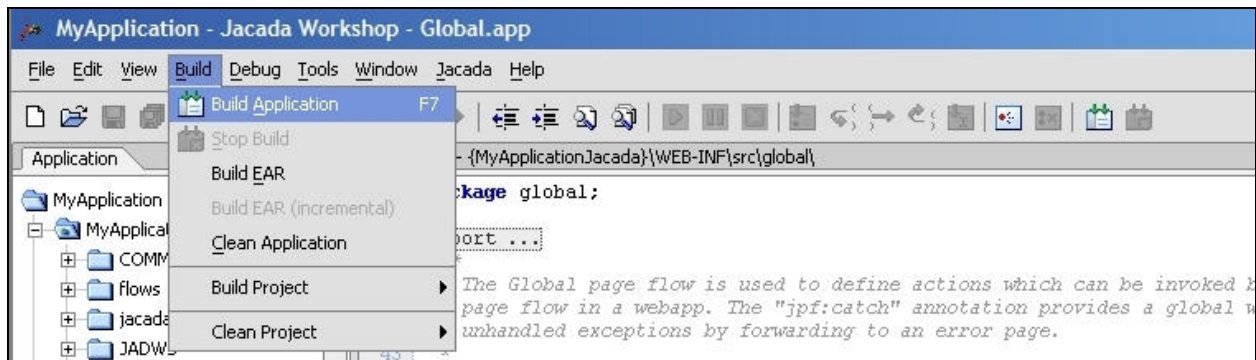 MyApplication - Jacada Workshop - Global.app
File Edit View Build Debug Tools Window Jacada Help
Build Application F7
Stop Build
Build EAR
Build EAR (incremental)
Clean Application
Build Project
Clean Project
Application
- {MyApplicationJacada}\WEB-INF\src\global\
MyApplication
MyApplicat
COMM
flows
jacada
JADWS
kage global;
port ...
*
The Global page flow is used to define actions which can be invoked b
page flow in a webapp. The "jpf:catch" annotation provides a global w
unhandled exceptions by forwarding to an error page.
43 *